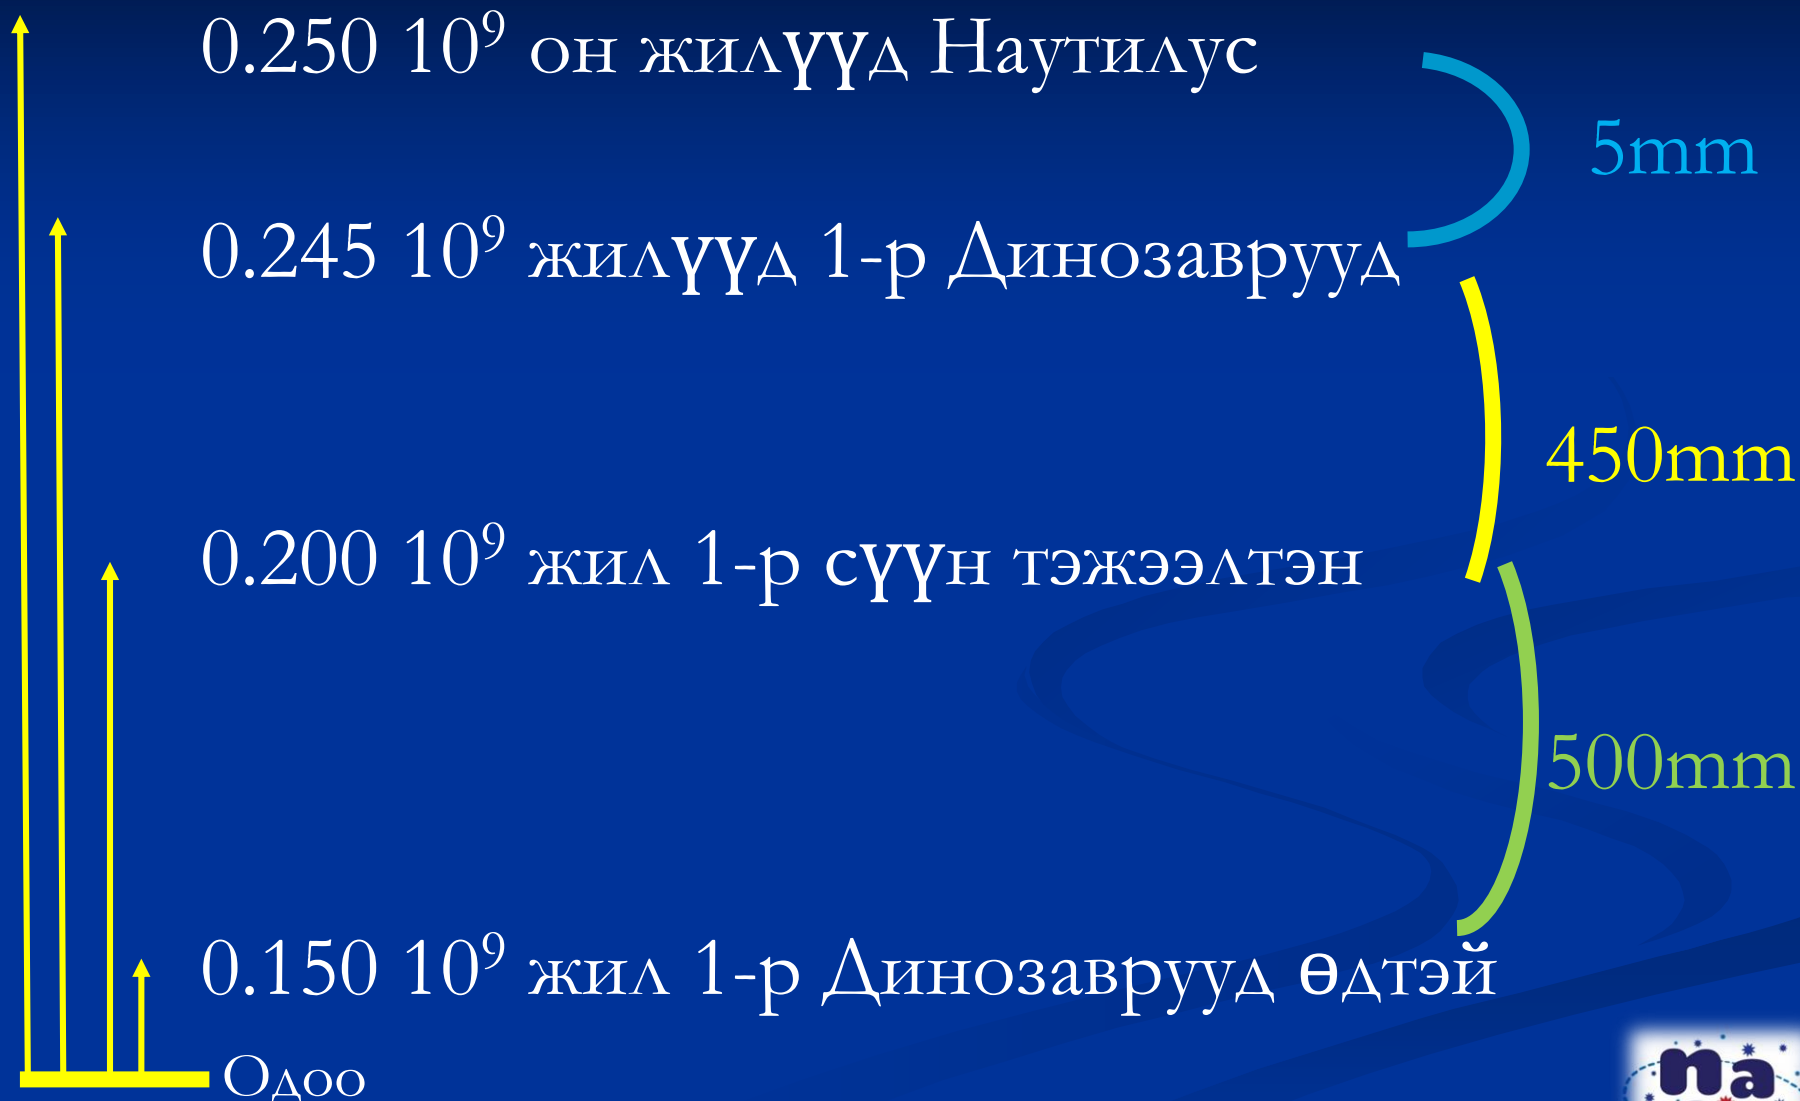 0.250 10⁹ он жилүүд Наутилус
5mm
0.245 10⁹ жилүүд 1-р Динозаврууд
450mm
0.200 10⁹ жил 1-р сүүн тэжээлтэн
500mm
0.150 10⁹ жил 1-р Динозаврууд өдтэй
Одоо
na